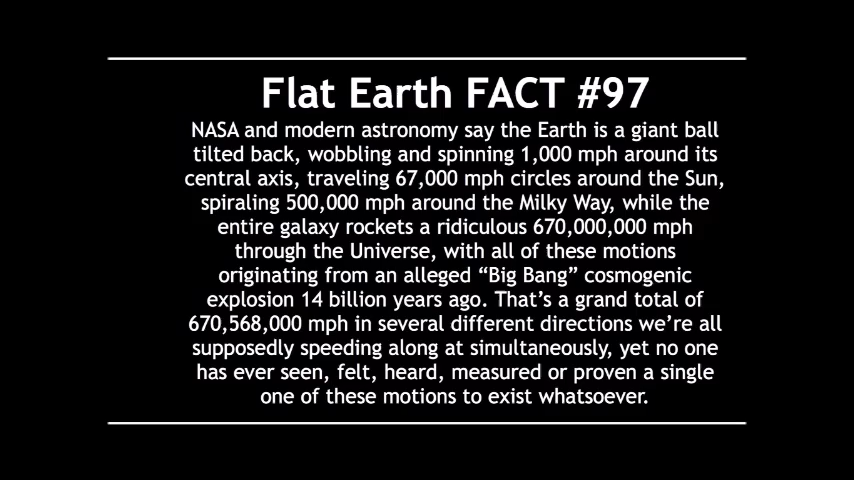 Flat Earth FACT #97
NASA and modern astronomy say the Earth is a giant ball
tilted back, wobbling and spinning 1,000 mph around its
central axis, traveling 67,000 mph circles around the Sun,
spiraling 500,000 mph around the Milky Way, while the
entire galaxy rockets a ridiculous 670,000,000 mph
through the Universe, with all of these motions
originating from an alleged “Big Bang” cosmogenic
explosion 14 billion years ago. That’s a grand total of
670,568,000 mph in several different directions we’re all
supposedly speeding along at simultaneously, yet no one
has ever seen, felt, heard, measured or proven a single
one of these motions to exist whatsoever.